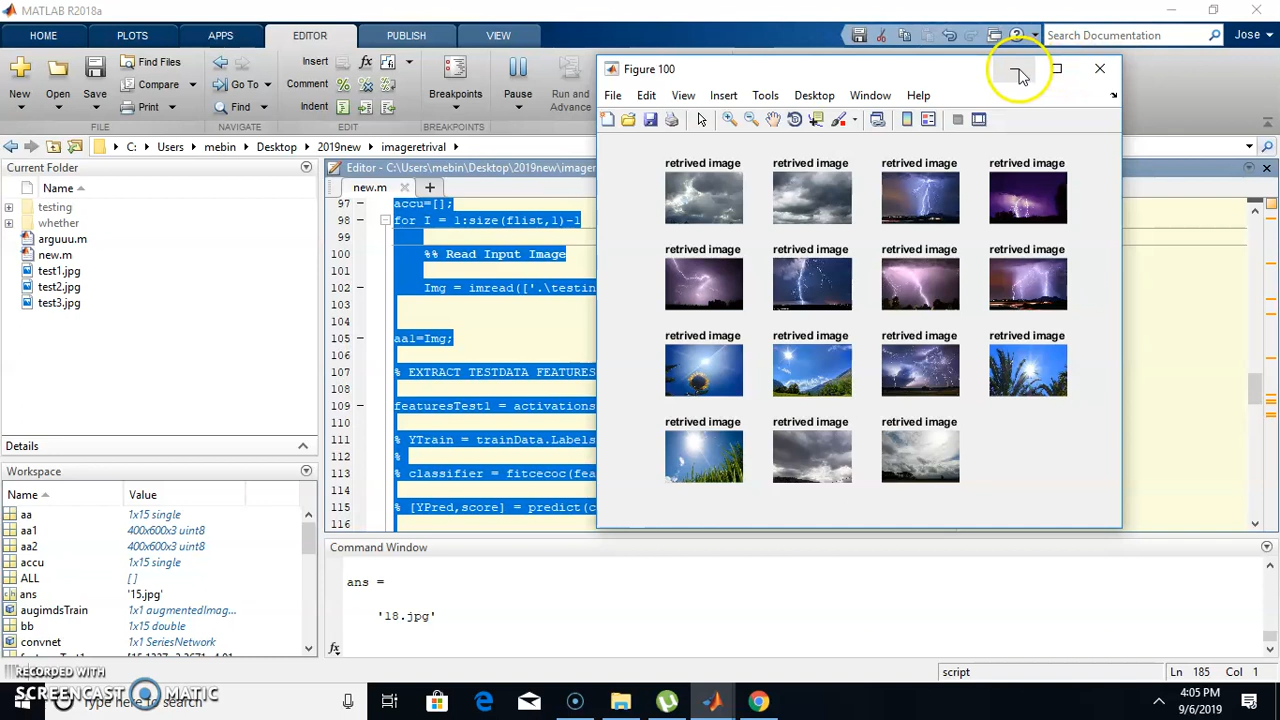 MATLAB R2018a
HOME PLOTS APPS EDITOR PUBLISH VIEW Search Documentation Jose
New Open Save Find Files Compare Print Go To Find Insert Comment Indent Breakpoints Pause Run and Advance
FILE NAVIGATE EDIT BREAKPOINTS
C: Users mebin Desktop 2019new imageretrival
Current Folder
Name
testing
whether
arguuu.m
new.m
test1.jpg
test2.jpg
test3.jpg
Details
Workspace
Name Value
aa 1x15 single
aa1 400x600x3 uint8
aa2 400x600x3 uint8
accu 1x15 single
ALL []
ans '15.jpg'
augimdsTrain 1x1 augmentedImag...
bb 1x15 double
convnet 1x1 SeriesNetwork
Editor - C:\Users\mebin\Desktop\2019new\imager
new.m
97 accu=[];
98 for I = 1:size(flist,1)-1
99
100 %% Read Input Image
101
102 Img = imread(['.\testin
103
104
105 aa1=Img;
106
107 % EXTRACT TESTDATA FEATURES
108
109 featuresTest1 = activations
110
111 % YTrain = trainData.Labels
112 %
113 % classifier = fitcecoc(fea
114
115 % [YPred,score] = predict(c
116
Figure 100
File Edit View Insert Tools Desktop Window Help
retrived image retrived image retrived image retrived image
retrived image retrived image retrived image retrived image
retrived image retrived image retrived image retrived image
retrived image retrived image retrived image
Command Window
ans =
'18.jpg'
fx
script Ln 185 Col 1
RECORDED WITH
SCREENCAST MATIC
Type here to search
4:05 PM
9/6/2019